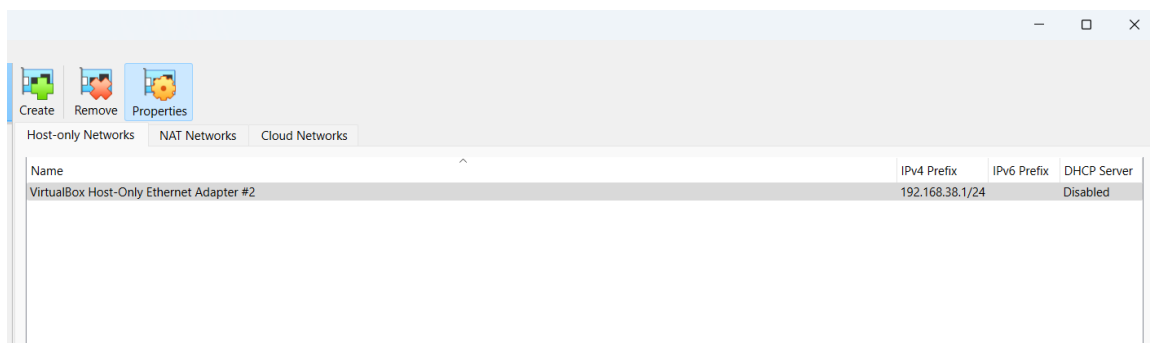 Create Remove Properties
Host-only Networks NAT Networks Cloud Networks
Name IPv4 Prefix IPv6 Prefix DHCP Server
VirtualBox Host-Only Ethernet Adapter #2 192.168.38.1/24 Disabled